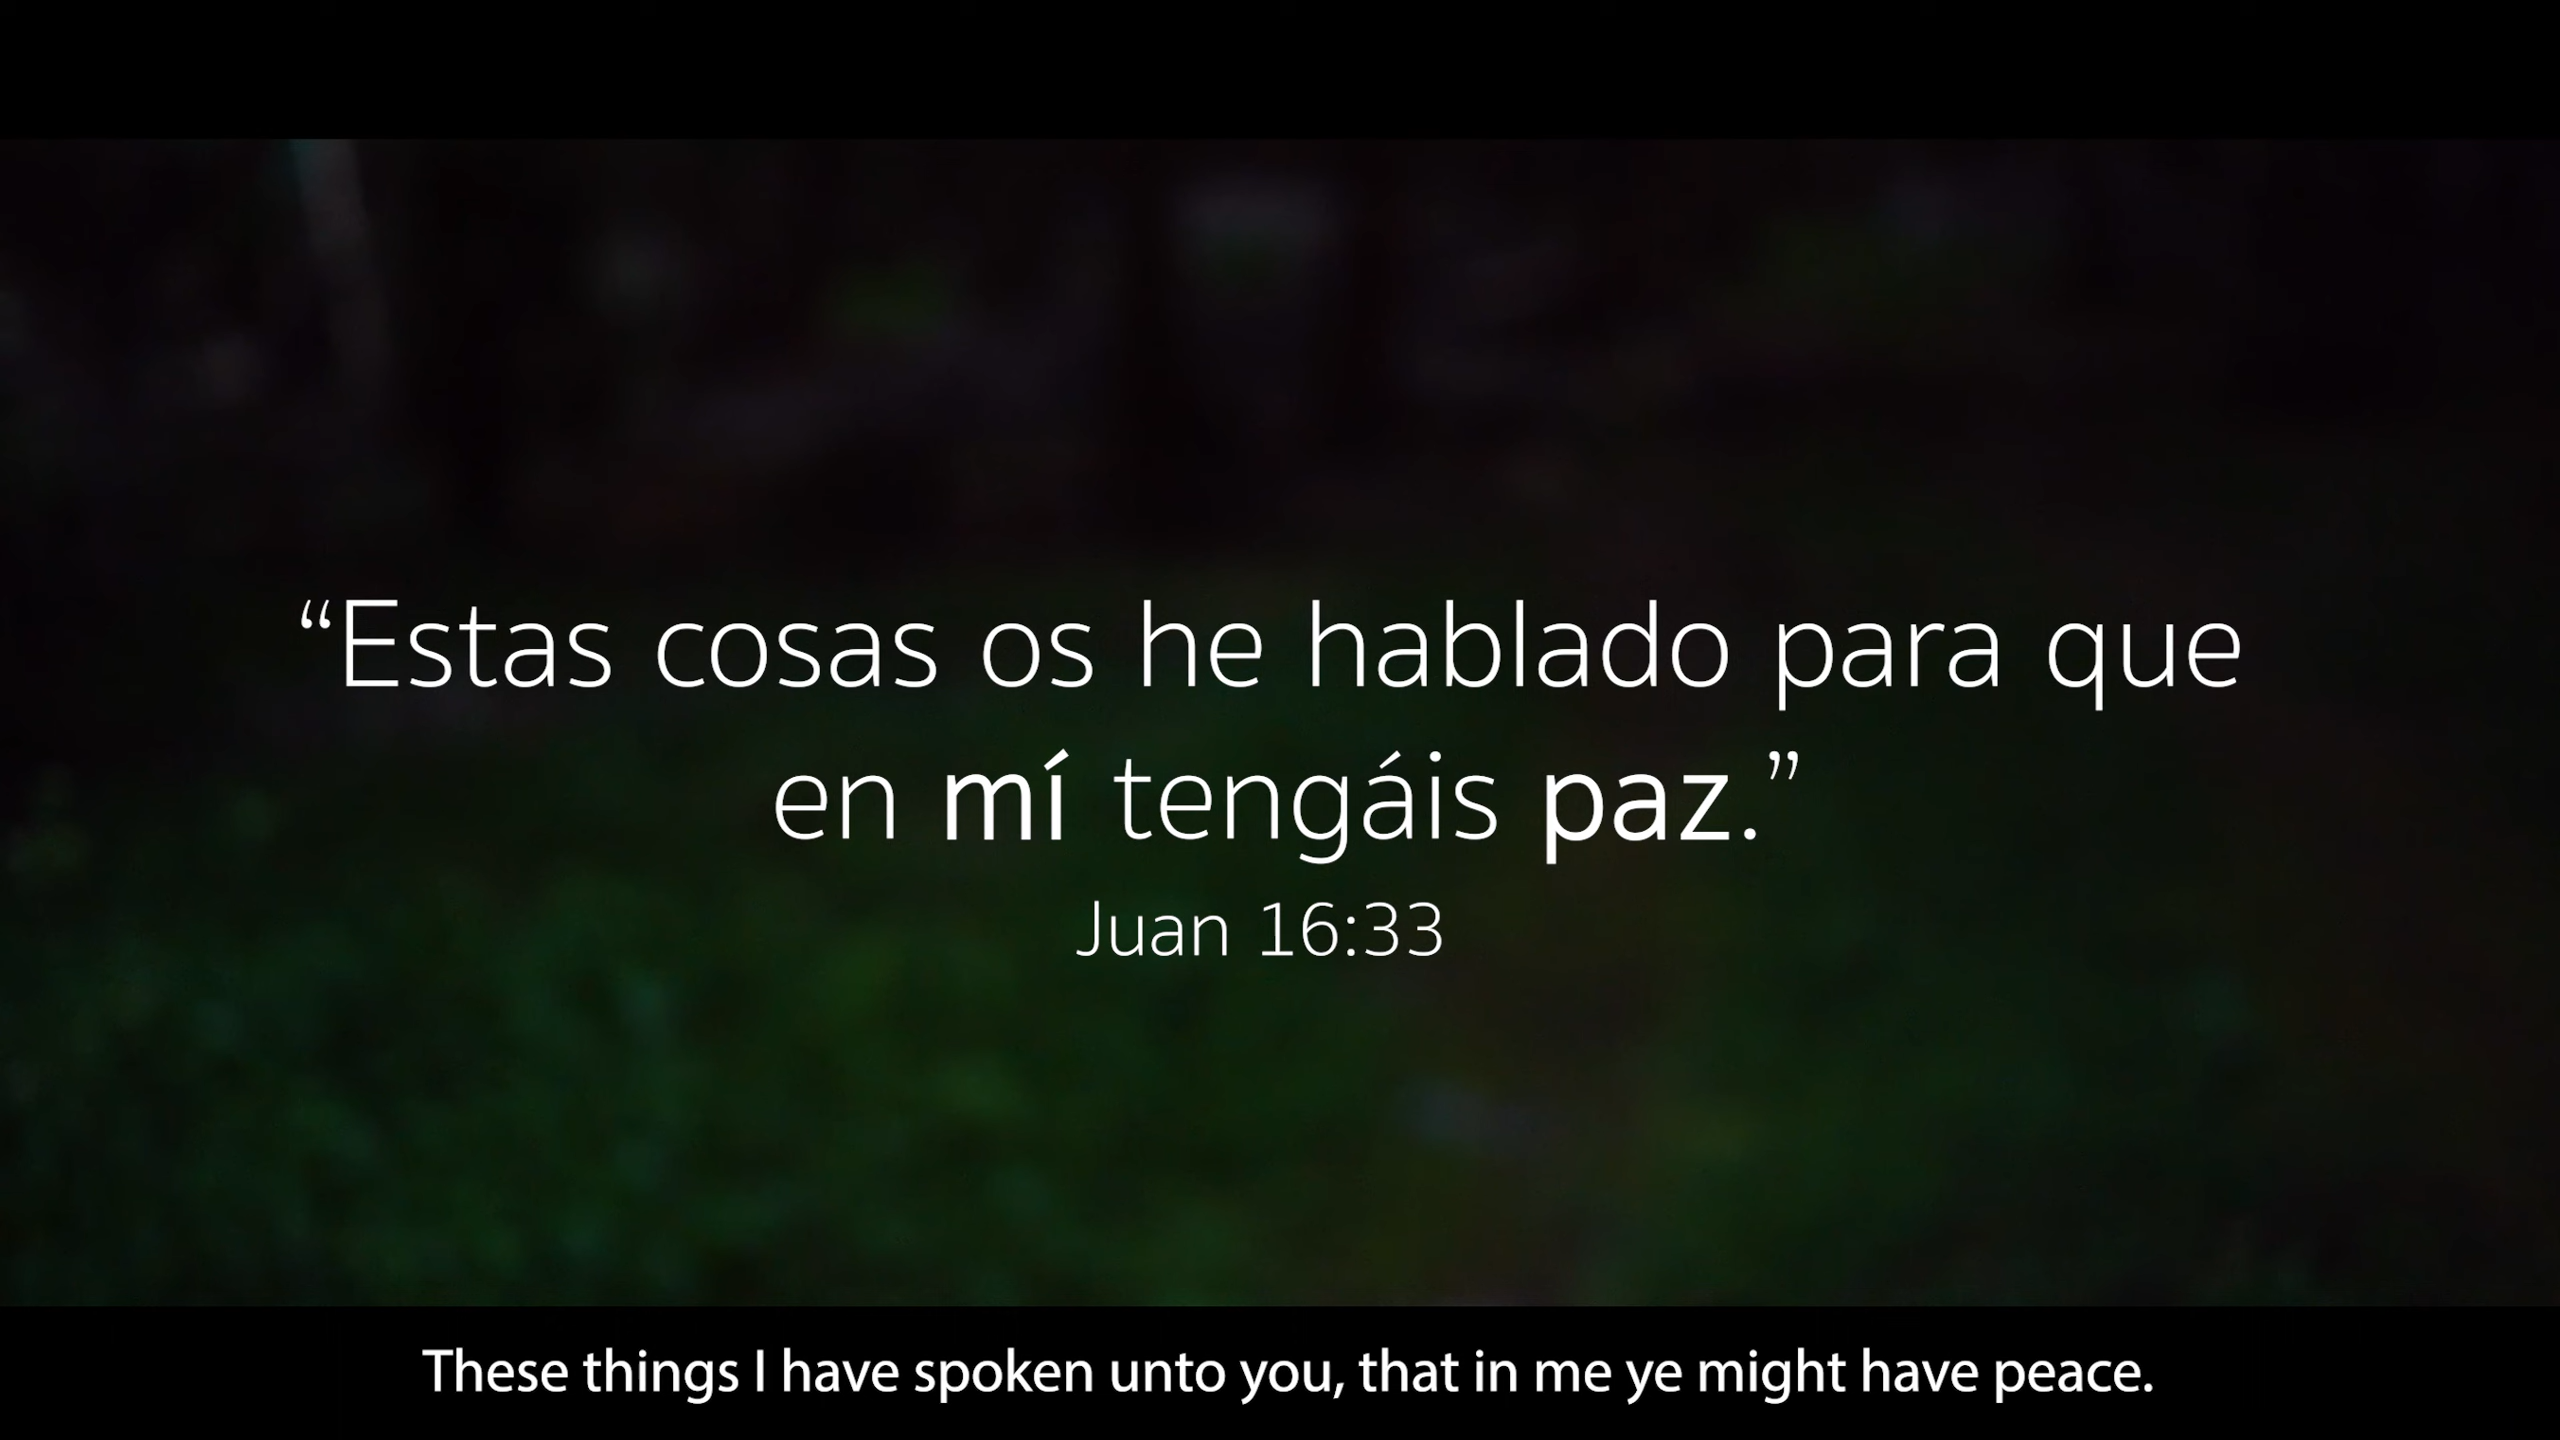 “Estas cosas os he hablado para que
en mí tengáis paz.”
Juan 16:33
These things I have spoken unto you, that in me ye might have peace.